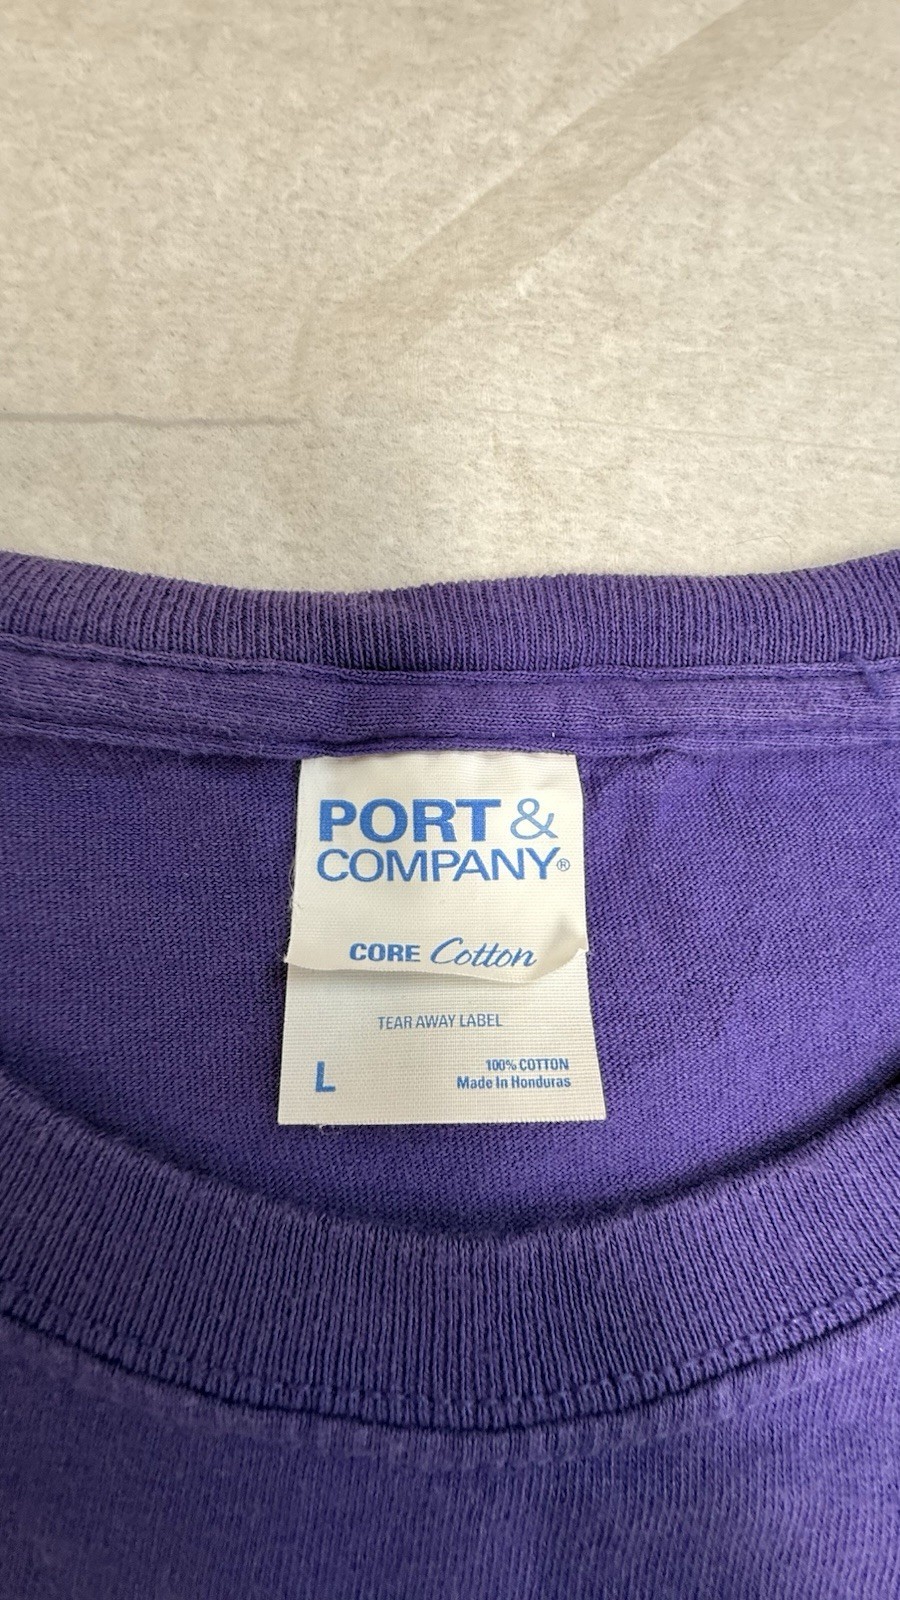 PORT &
COMPANY®
CORE Cotton
TEAR AWAY LABEL
L
100% COTTON
Made In Honduras